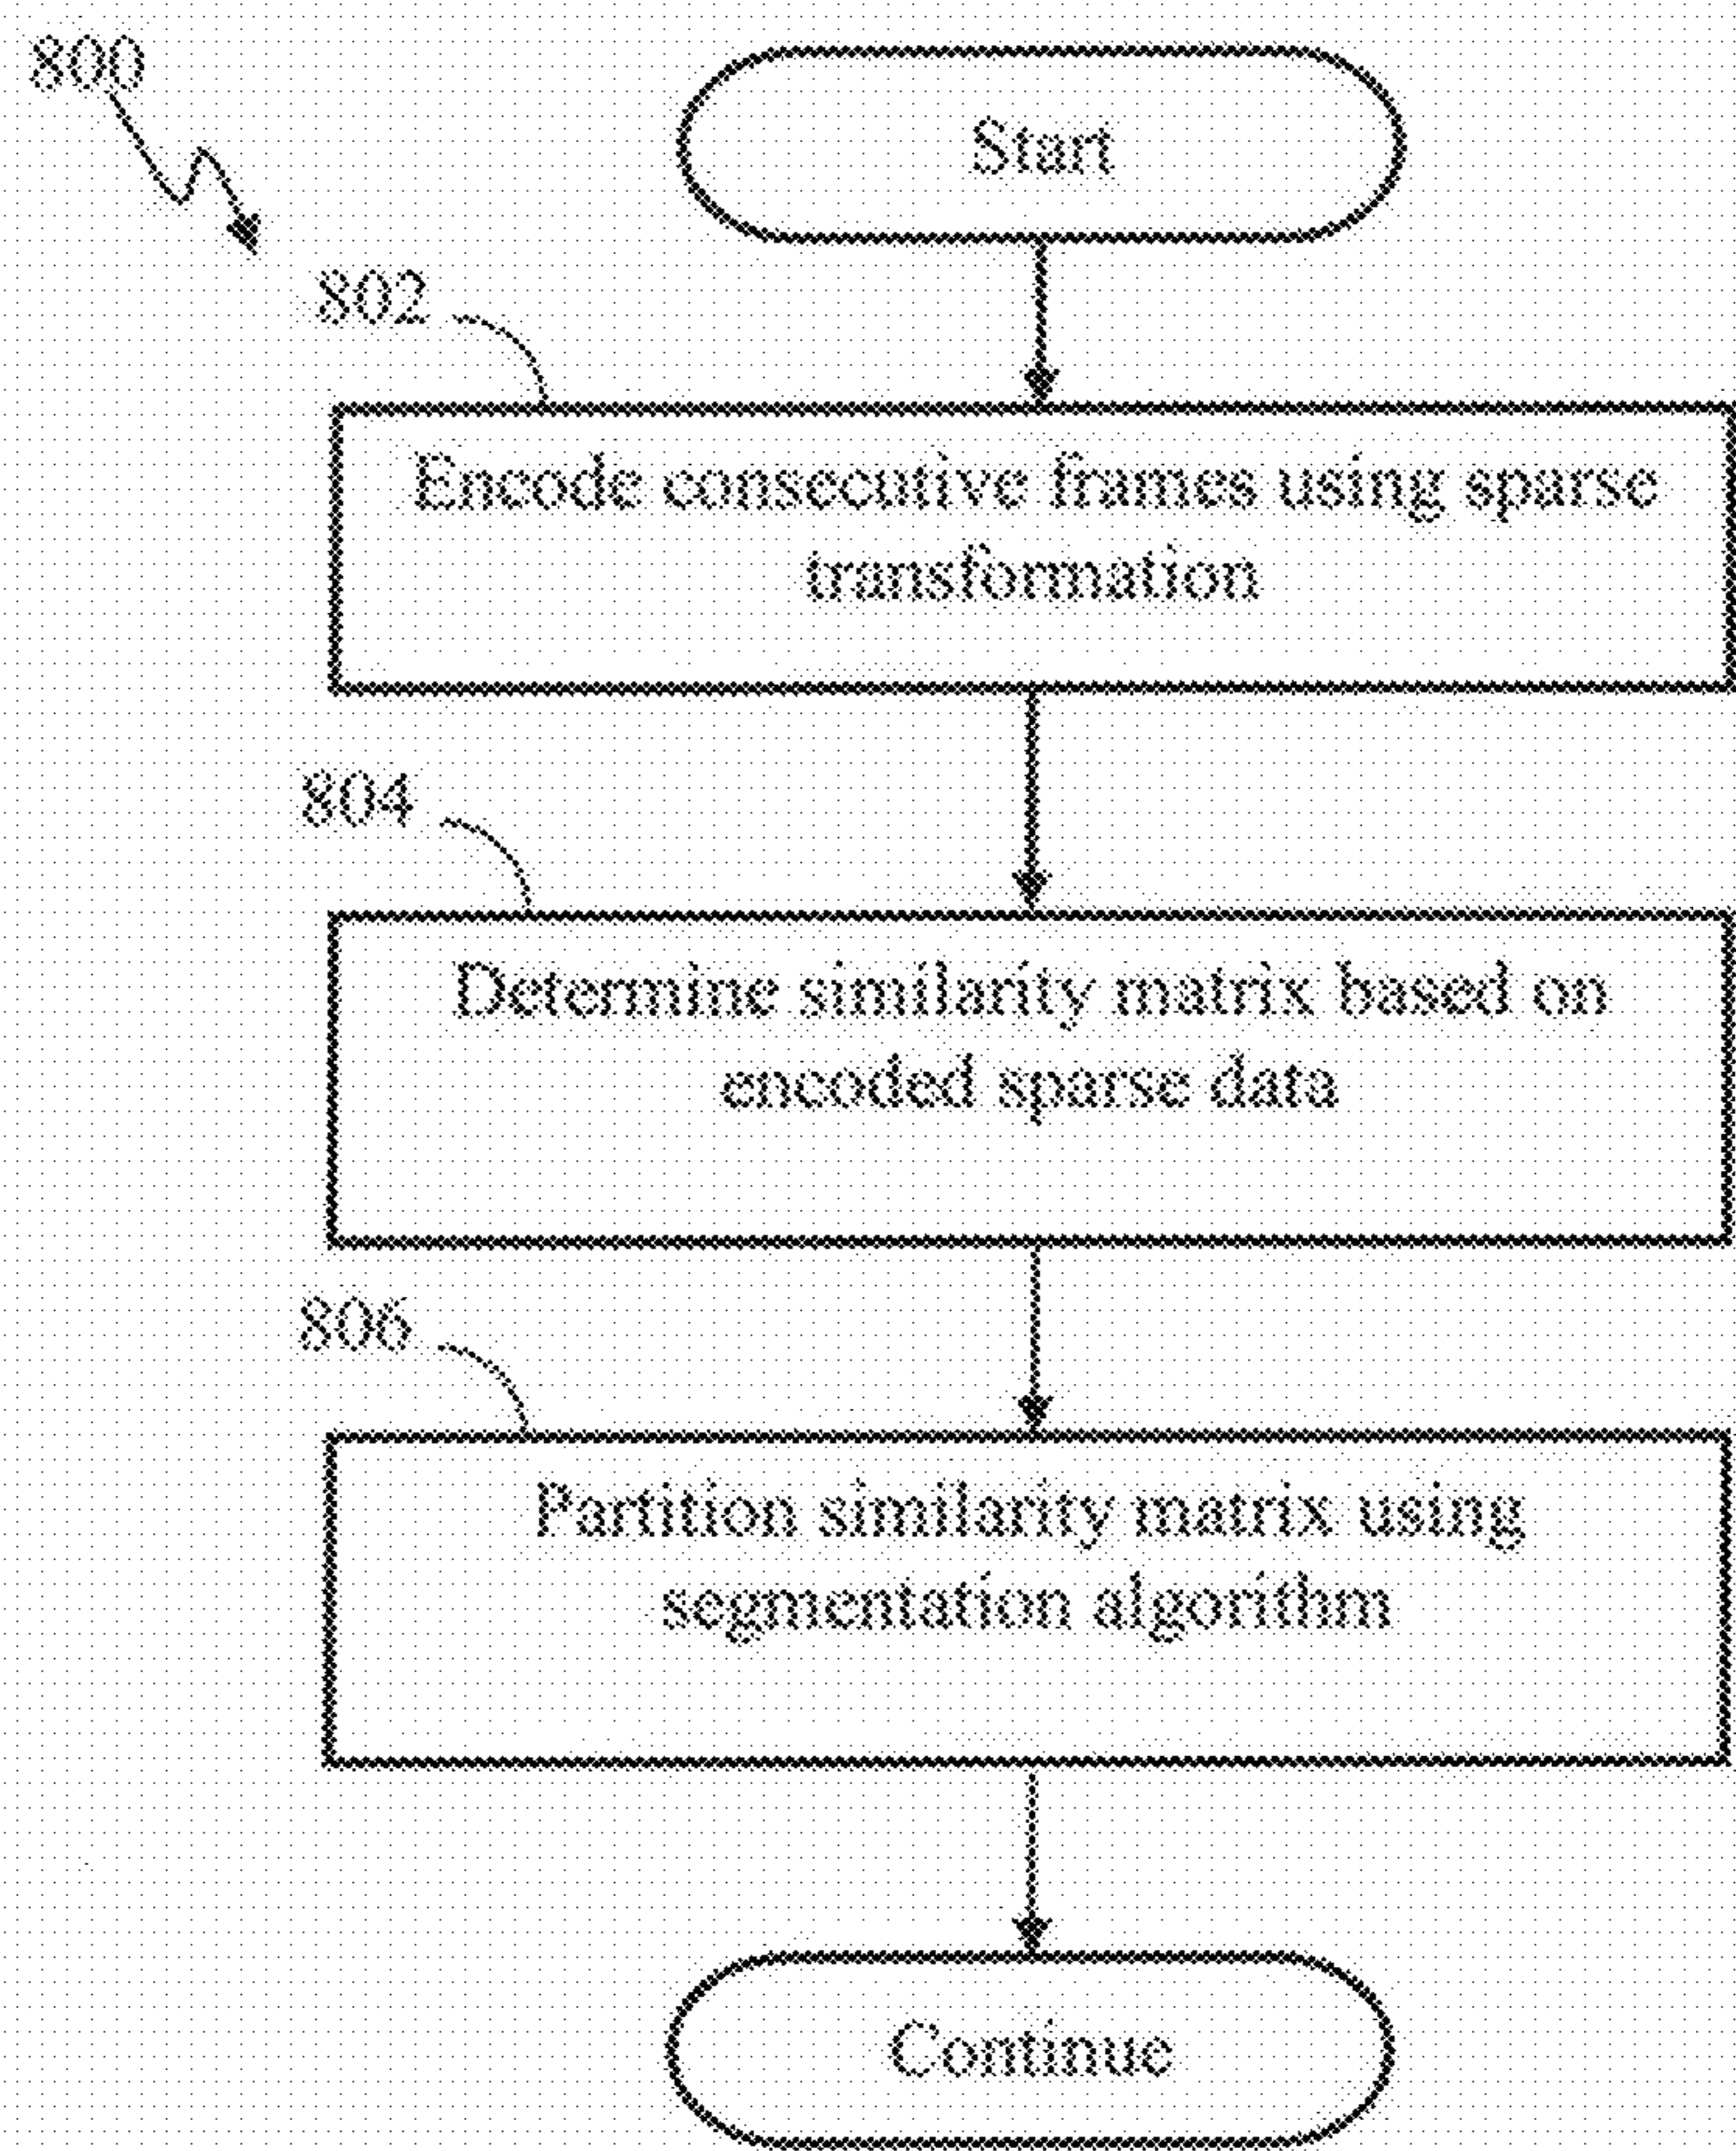 800
Start
802
Encode consecutive frames using sparse
transformation
804
Determine similarity matrix based on
encoded sparse data
806
Partition similarity matrix using
segmentation algorithm
Continue